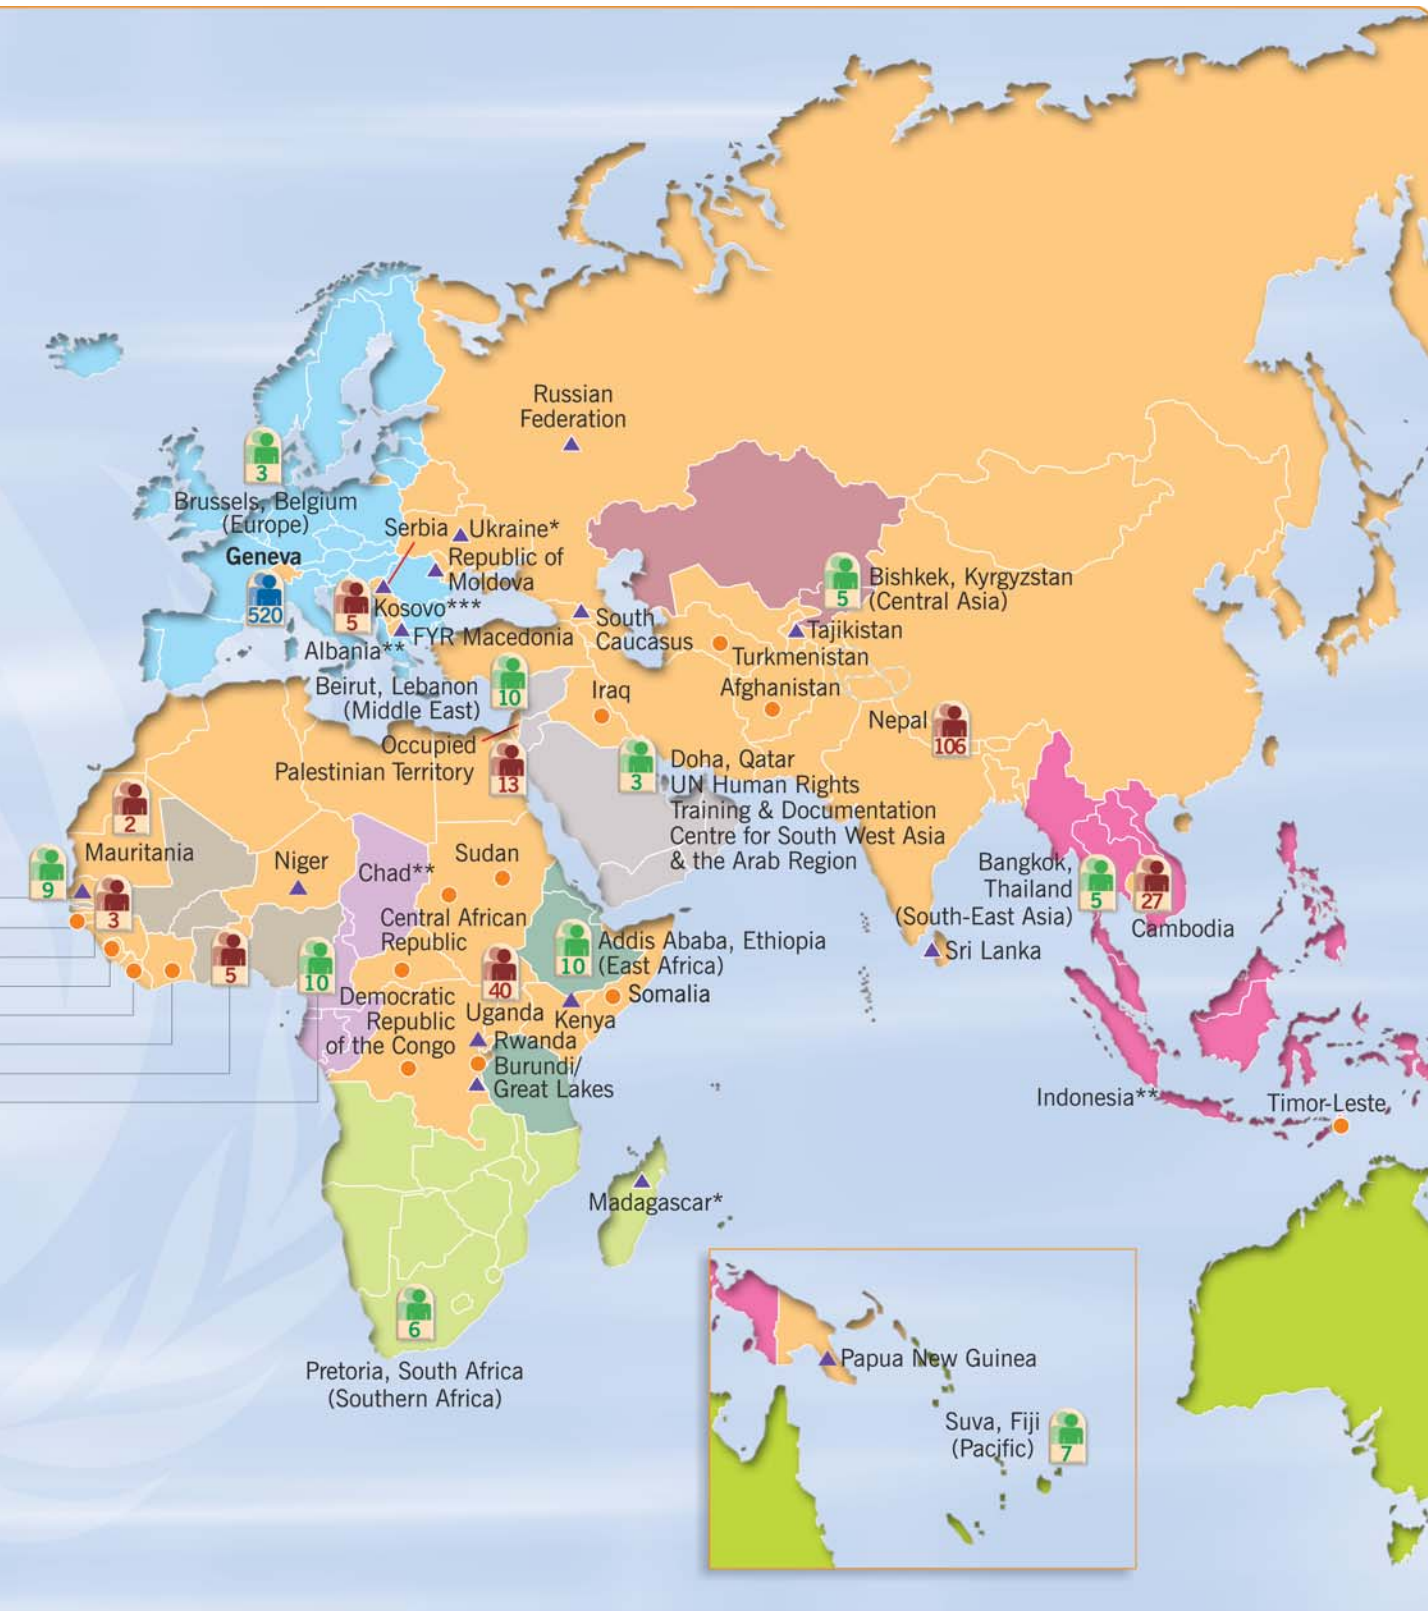 Russian
Federation
3
Brussels, Belgium
(Europe)
Serbia
Ukraine*
Geneva
Republic of
Moldova
520
5
Kosovo***
Bishkek, Kyrgyzstan
(Central Asia)
5
South
Caucasus
FYR Macedonia
Albania**
Tajikistan
Turkmenistan
Beirut, Lebanon
(Middle East)
10
Iraq
Afghanistan
Nepal
106
Occupied
Palestinian Territory
13
3
Doha, Qatar
UN Human Rights
Training & Documentation
Centre for South West Asia
& the Arab Region
2
Mauritania
Niger
Chad**
Sudan
9
3
Bangkok,
Thailand
(South-East Asia)
5
27
Cambodia
Central African
Republic
5
10
40
10
Addis Ababa, Ethiopia
(East Africa)
Sri Lanka
Somalia
Democratic
Republic
of the Congo
Uganda
Kenya
Rwanda
Burundi/
Great Lakes
Indonesia**
Timor-Leste
Madagascar*
6
Pretoria, South Africa
(Southern Africa)
Papua New Guinea
Suva, Fiji
(Pacific)
7